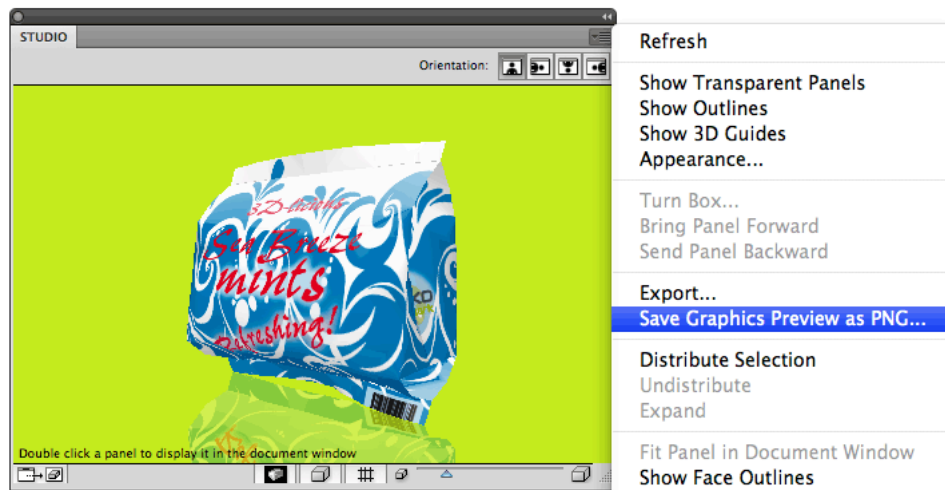 STUDIO
Orientation:
3D-licious
Sea Breeze
mints
Refreshing!
Double click a panel to display it in the document window
Refresh
Show Transparent Panels
Show Outlines
Show 3D Guides
Appearance...
Turn Box...
Bring Panel Forward
Send Panel Backward
Export...
Save Graphics Preview as PNG...
Distribute Selection
Undistribute
Expand
Fit Panel in Document Window
Show Face Outlines